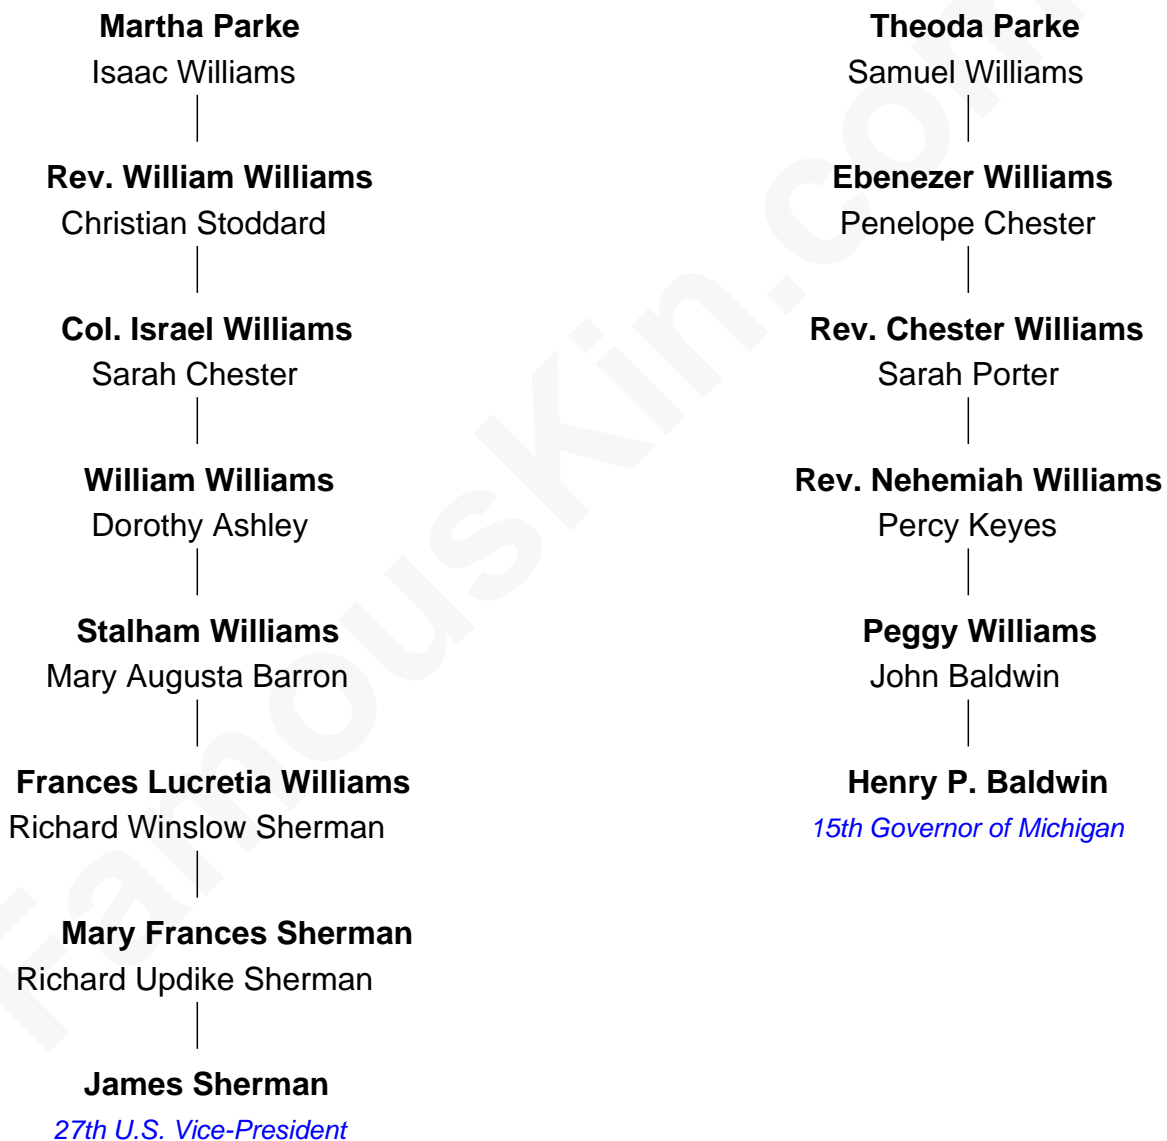 Martha Parke
Isaac Williams
Rev. William Williams
Christian Stoddard
Col. Israel Williams
Sarah Chester
William Williams
Dorothy Ashley
Stalham Williams
Mary Augusta Barron
Frances Lucretia Williams
Richard Winslow Sherman
Mary Frances Sherman
Richard Updike Sherman
James Sherman
27th U.S. Vice-President
Theoda Parke
Samuel Williams
Ebenezer Williams
Penelope Chester
Rev. Chester Williams
Sarah Porter
Rev. Nehemiah Williams
Percy Keyes
Peggy Williams
John Baldwin
Henry P. Baldwin
15th Governor of Michigan
FamousKin.com